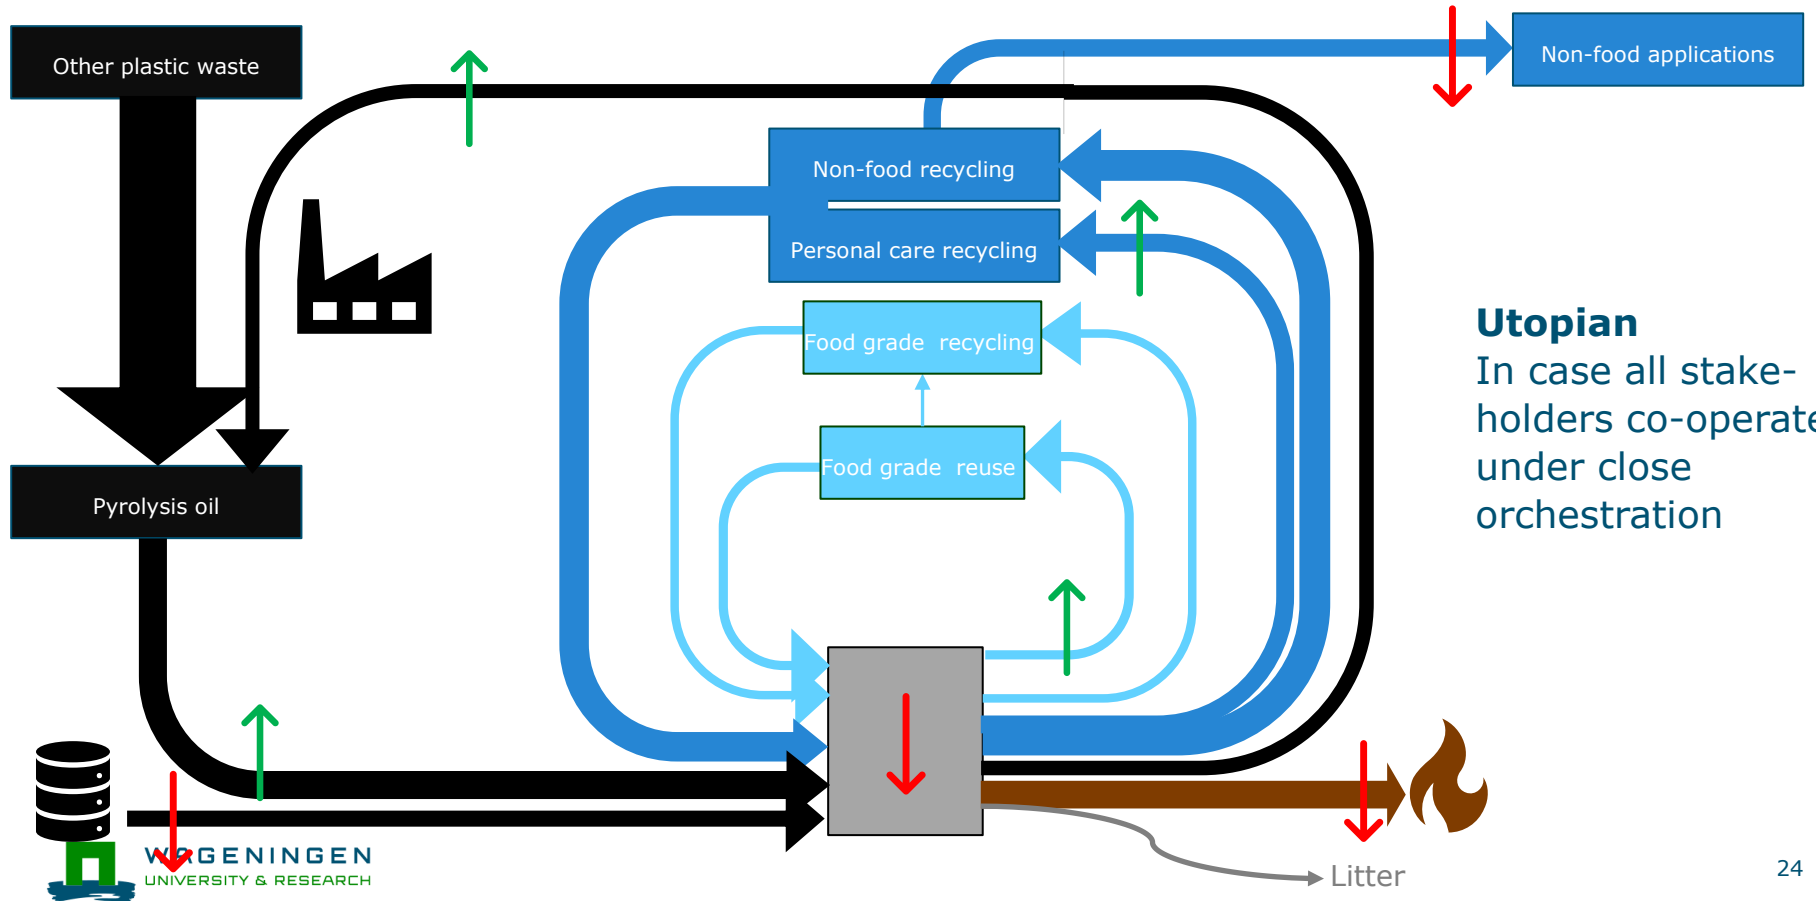 Other plastic waste
Non-food applications
Non-food recycling
Personal care recycling
Food grade  recycling
Food grade  reuse
Pyrolysis oil
Utopian
In case all stake-
holders co-operate
under close
orchestration
WAGENINGEN
UNIVERSITY & RESEARCH
Litter
24